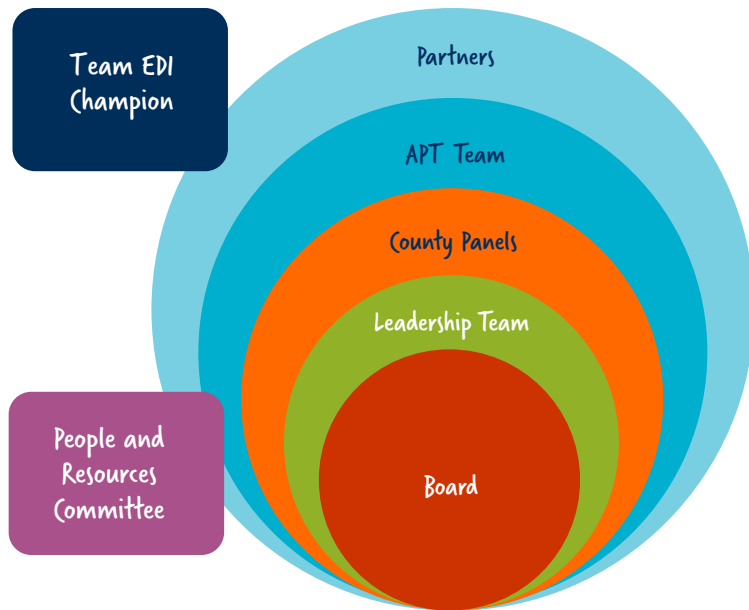 Team EDI
Champion
Partners
APT Team
County Panels
Leadership Team
People and
Resources
Committee
Board